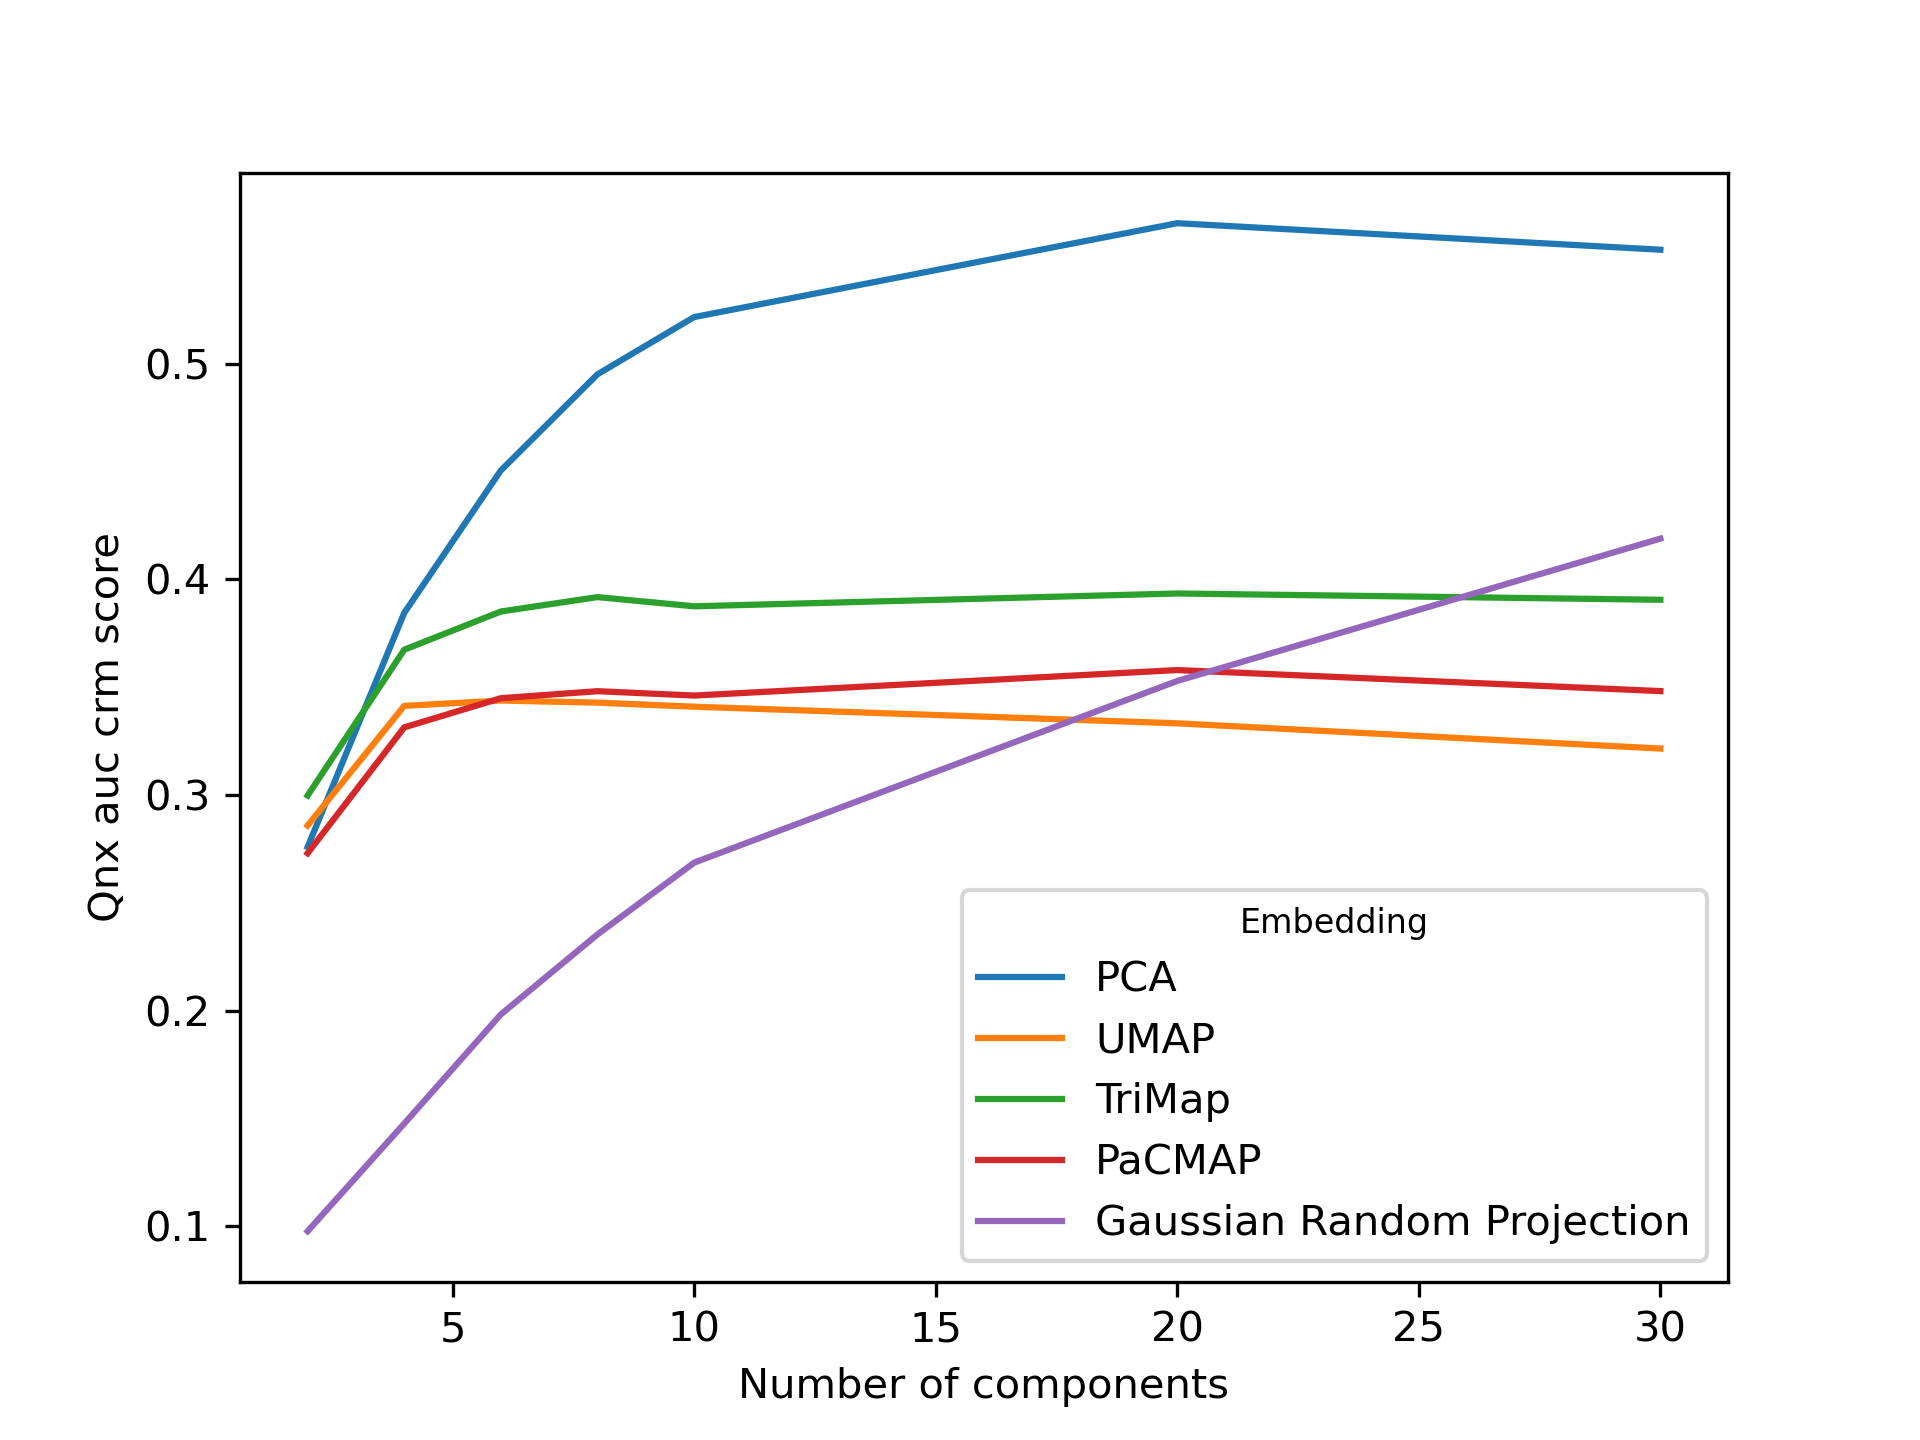 0.5
0.4
0.3
0.2
0.1
Qnx auc crm score
5 10 15 20 25 30
Number of components
Embedding
PCA
UMAP
TriMap
PaCMAP
Gaussian Random Projection